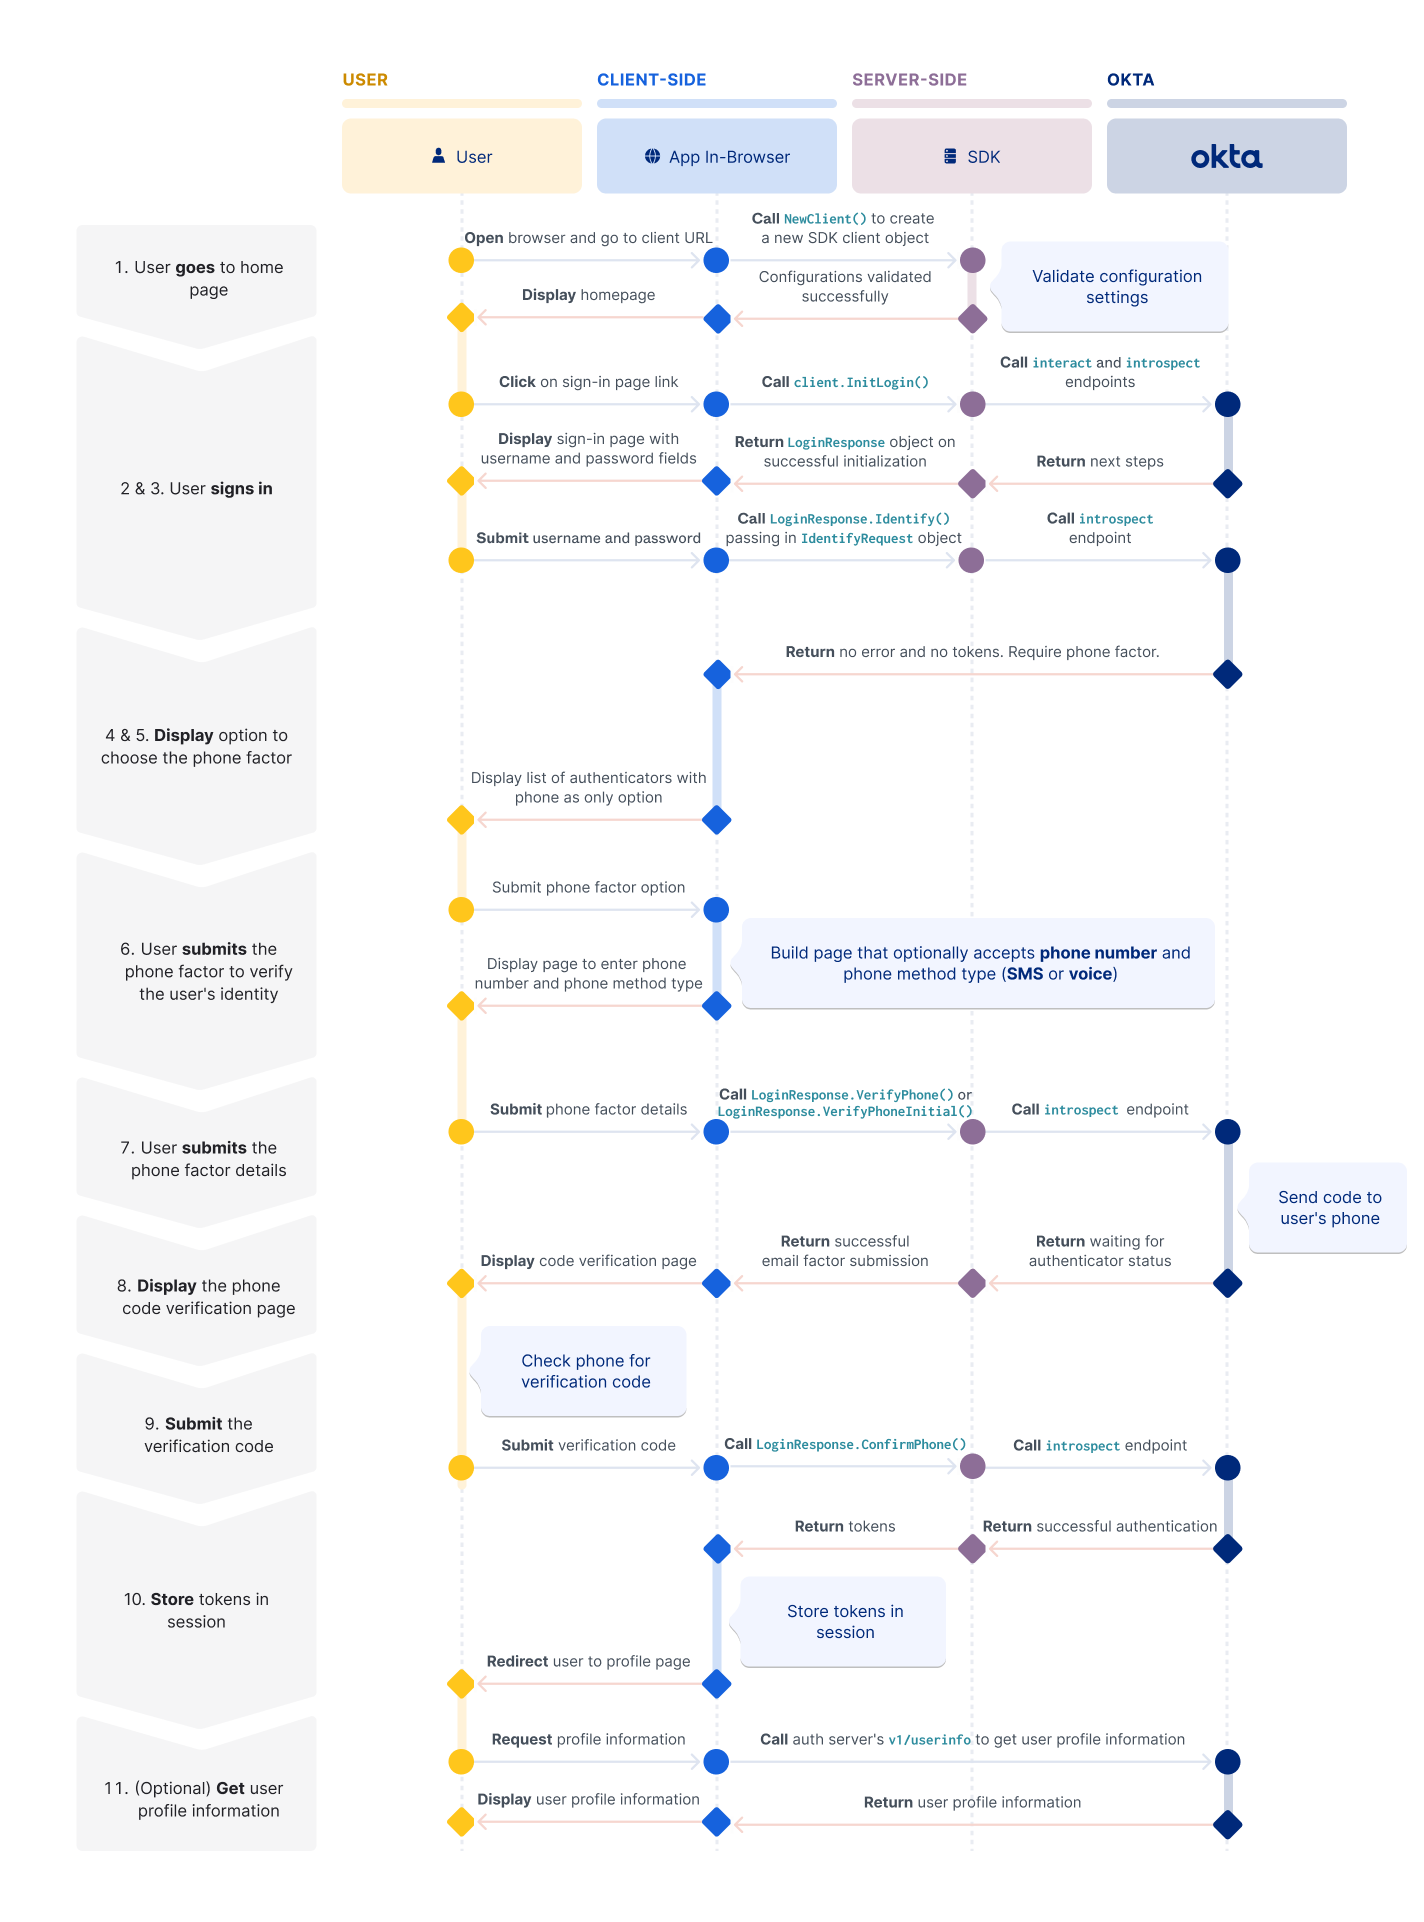 USER
CLIENT-SIDE
SERVER-SIDE
OKTA
User
App In-Browser
SDK
okta
1. User goes to home
page
Open browser and go to client URL
Call NewClient() to create
a new SDK client object
Validate configuration
settings
Display homepage
Configurations validated
successfully
2 & 3. User signs in
Click on sign-in page link
Call client.InitLogin()
Call interact and introspect
endpoints
Display sign-in page with
username and password fields
Return LoginResponse object on
successful initialization
Return next steps
Submit username and password
Call LoginResponse.Identify()
passing in IdentifyRequest object
Call introspect
endpoint
Return no error and no tokens. Require phone factor.
4 & 5. Display option to
choose the phone factor
Display list of authenticators with
phone as only option
6. User submits the
phone factor to verify
the user's identity
Submit phone factor option
Build page that optionally accepts phone number and
phone method type (SMS or voice)
Display page to enter phone
number and phone method type
7. User submits the
phone factor details
Submit phone factor details
Call LoginResponse.VerifyPhone() or
LoginResponse.VerifyPhoneInitial()
Call introspect endpoint
Send code to
user's phone
8. Display the phone
code verification page
Display code verification page
Return successful
email factor submission
Return waiting for
authenticator status
Check phone for
verification code
9. Submit the
verification code
Submit verification code
Call LoginResponse.ConfirmPhone()
Call introspect endpoint
Return tokens
Return successful authentication
10. Store tokens in
session
Store tokens in
session
Redirect user to profile page
11. (Optional) Get user
profile information
Request profile information
Call auth server's v1/userinfo to get user profile information
Display user profile information
Return user profile information